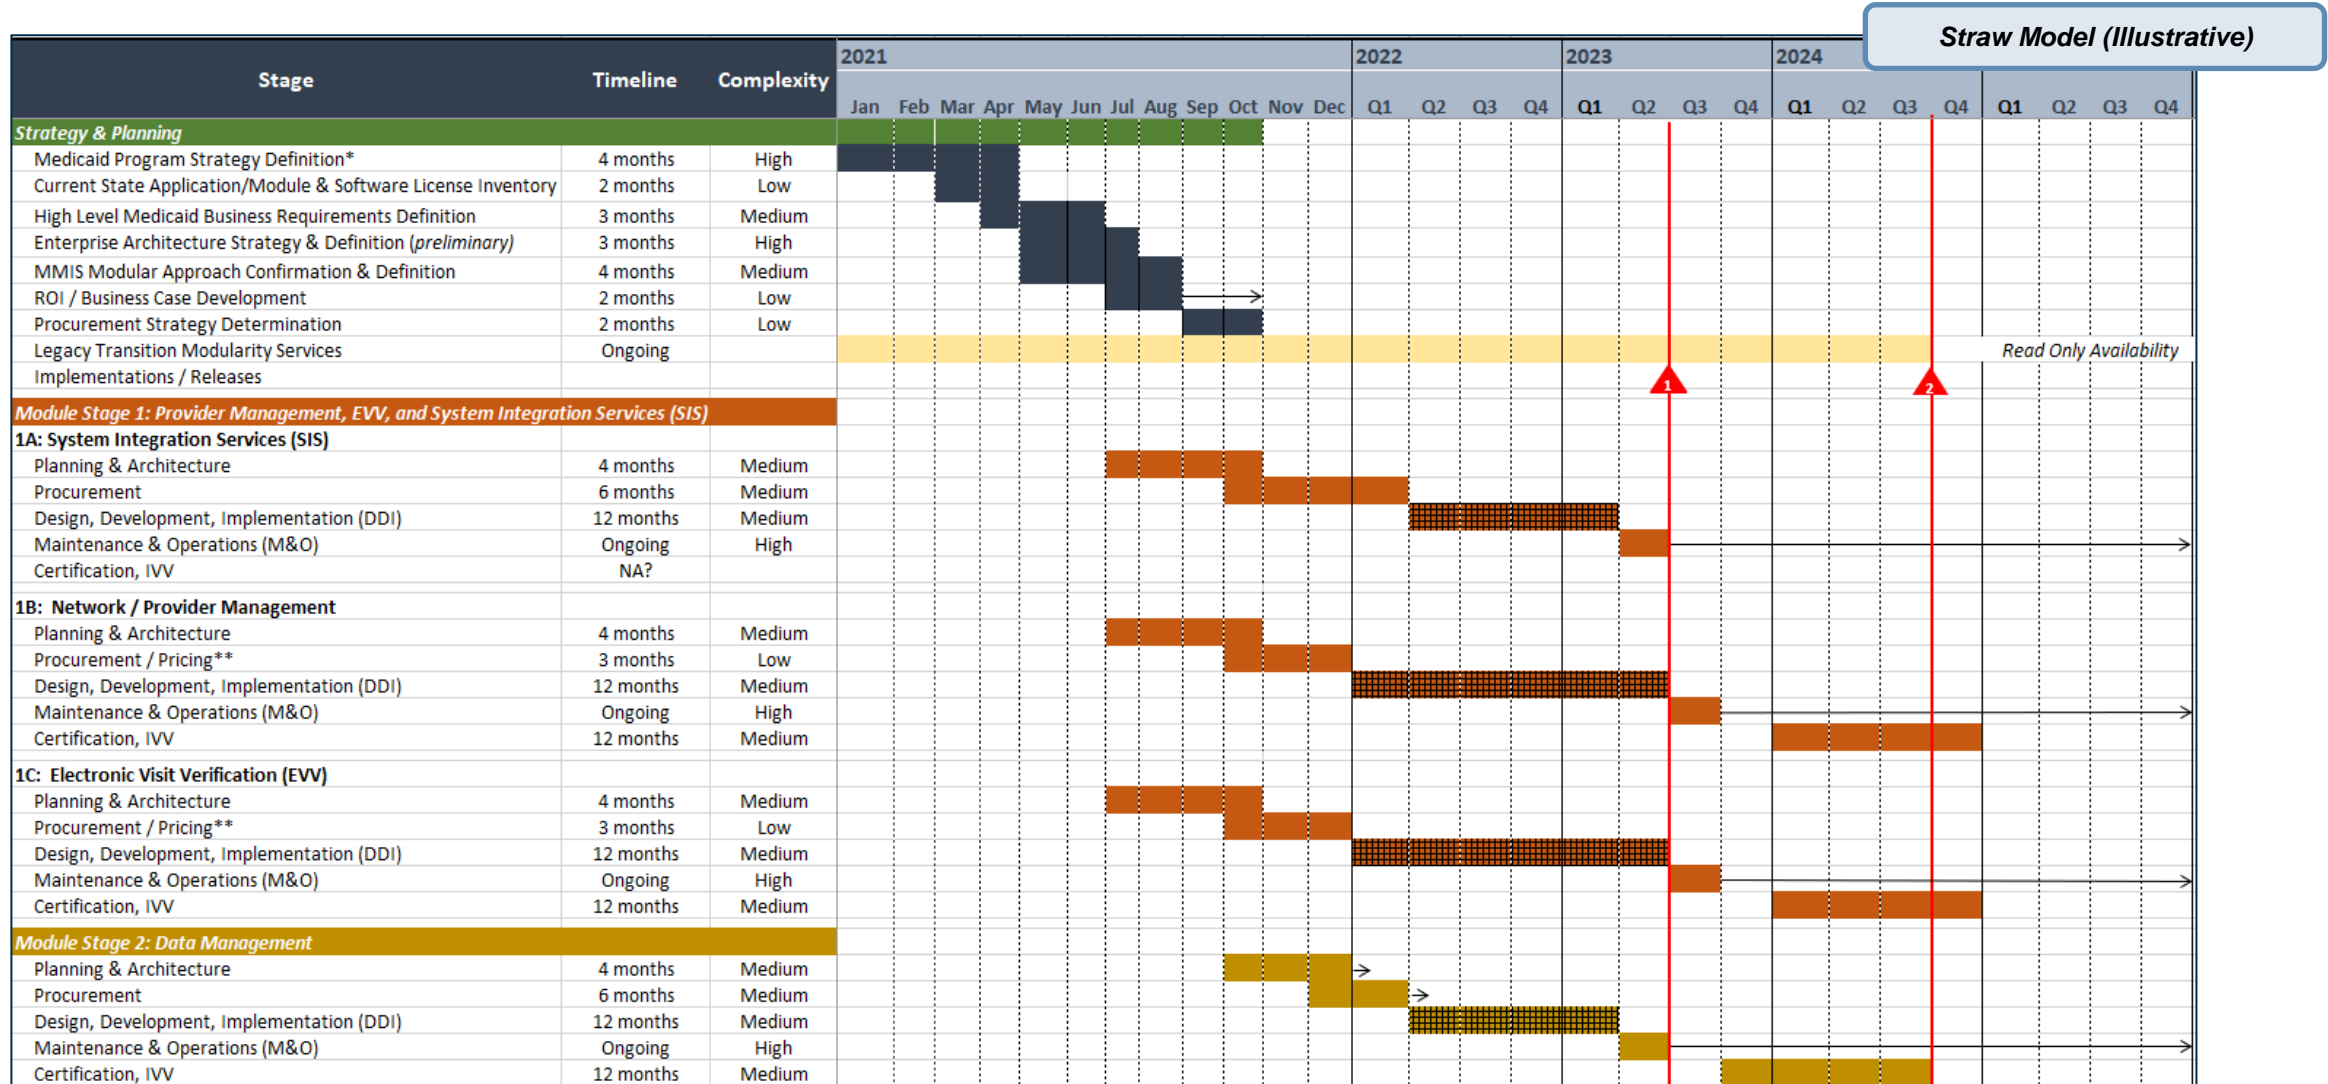 Straw Model (Illustrative)
2021 2022 2023 2024
Stage Timeline Complexity
Jan Feb Mar Apr May Jun Jul Aug Sep Oct Nov Dec Q1 Q2 Q3 Q4 Q1 Q2 Q3 Q4 Q1 Q2 Q3 Q4 Q1 Q2 Q3 Q4
Strategy & Planning
Medicaid Program Strategy Definition* 4 months High
Current State Application/Module & Software License Inventory 2 months Low
High Level Medicaid Business Requirements Definition 3 months Medium
Enterprise Architecture Strategy & Definition (preliminary) 3 months High
MMIS Modular Approach Confirmation & Definition 4 months Medium
ROI / Business Case Development 2 months Low
Procurement Strategy Determination 2 months Low
Legacy Transition Modularity Services Ongoing Read Only Availability
Implementations / Releases 1 2
Module Stage 1: Provider Management, EVV, and System Integration Services (SIS)
1A: System Integration Services (SIS)
Planning & Architecture 4 months Medium
Procurement 6 months Medium
Design, Development, Implementation (DDI) 12 months Medium
Maintenance & Operations (M&O) Ongoing High
Certification, IVV NA?
1B: Network / Provider Management
Planning & Architecture 4 months Medium
Procurement / Pricing** 3 months Low
Design, Development, Implementation (DDI) 12 months Medium
Maintenance & Operations (M&O) Ongoing High
Certification, IVV 12 months Medium
1C: Electronic Visit Verification (EVV)
Planning & Architecture 4 months Medium
Procurement / Pricing** 3 months Low
Design, Development, Implementation (DDI) 12 months Medium
Maintenance & Operations (M&O) Ongoing High
Certification, IVV 12 months Medium
Module Stage 2: Data Management
Planning & Architecture 4 months Medium
Procurement 6 months Medium
Design, Development, Implementation (DDI) 12 months Medium
Maintenance & Operations (M&O) Ongoing High
Certification, IVV 12 months Medium